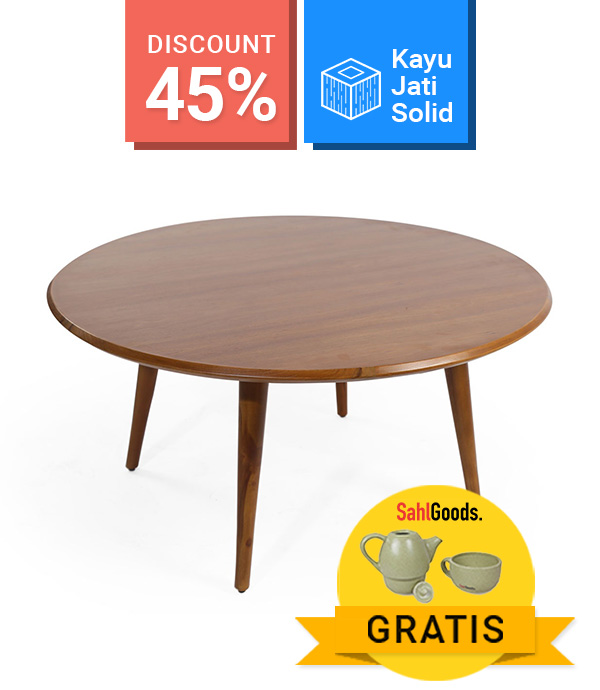 DISCOUNT
45%
Kayu
Jati
Solid
SahlGoods.
GRATIS